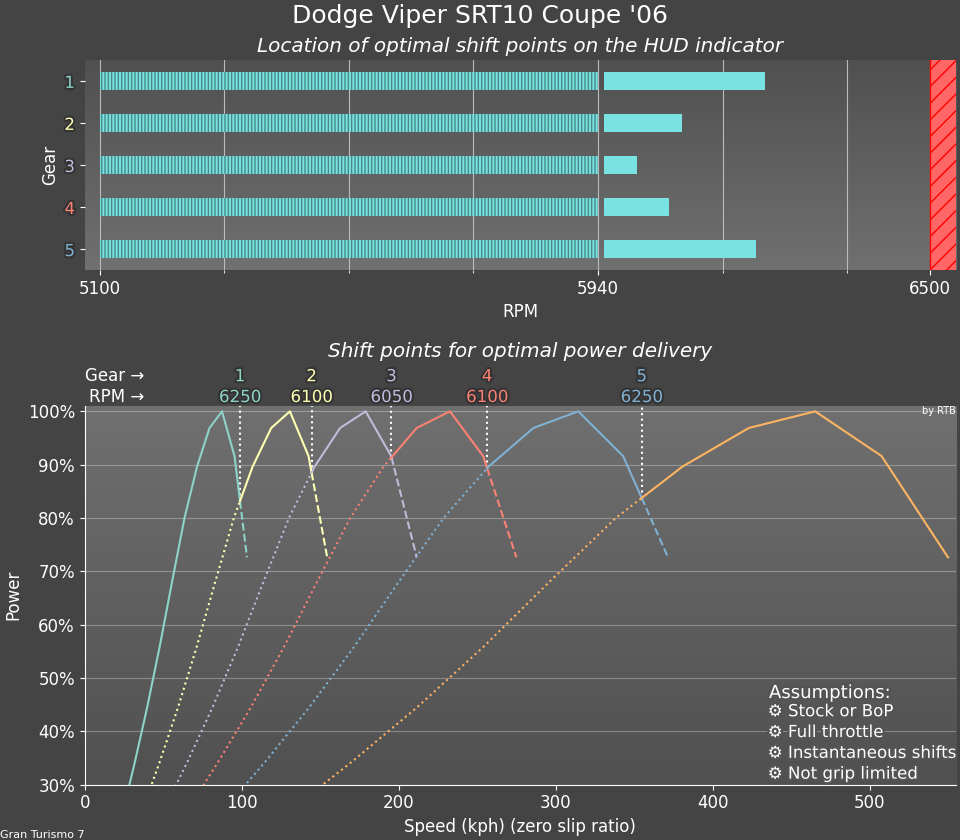 Dodge Viper SRT10 Coupe '06
Location of optimal shift points on the HUD indicator
Gear
1
2
3
4
5
5100 5940 6500
RPM
Shift points for optimal power delivery
Gear → 1 2 3 4 5
RPM → 6250 6100 6050 6100 6250
by RTB
Power
100%
90%
80%
70%
60%
50%
40%
30%
Assumptions:
⚙ Stock or BoP
⚙ Full throttle
⚙ Instantaneous shifts
⚙ Not grip limited
0 100 200 300 400 500
Speed (kph) (zero slip ratio)
Gran Turismo 7